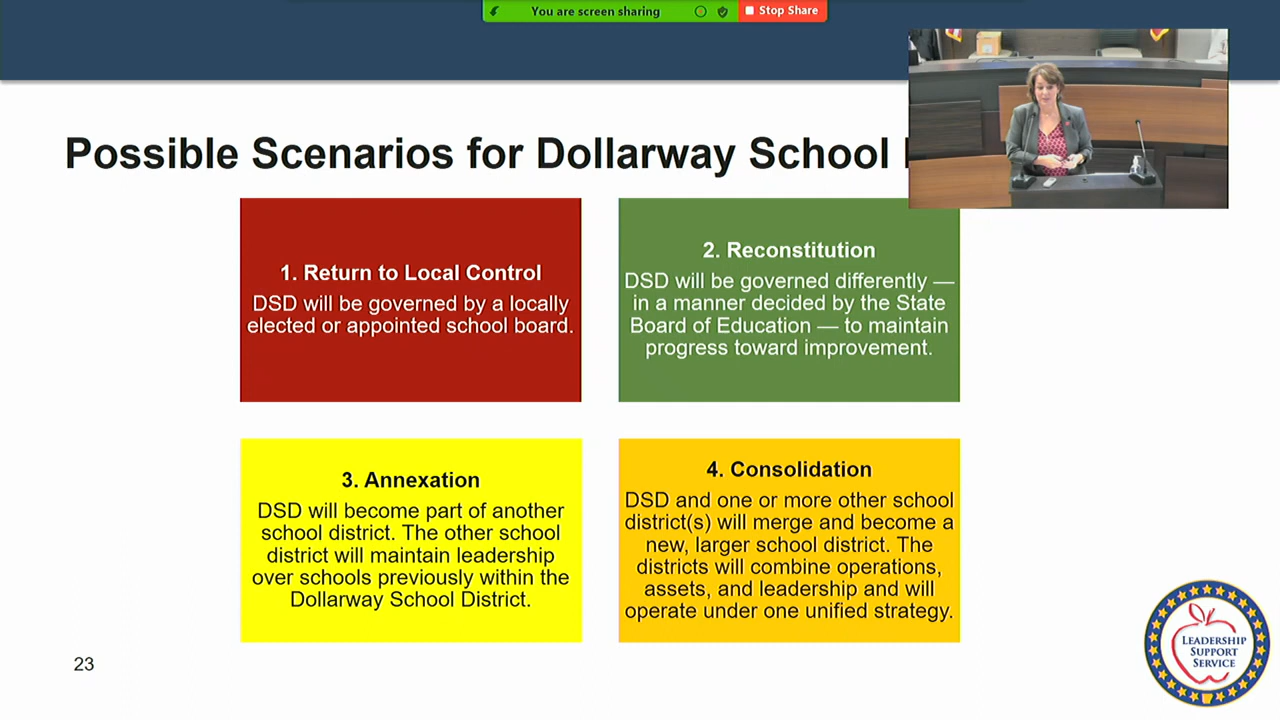 You are screen sharing
Stop Share
Possible Scenarios for Dollarway School
1. Return to Local Control
DSD will be governed by a locally
elected or appointed school board.
2. Reconstitution
DSD will be governed differently —
in a manner decided by the State
Board of Education — to maintain
progress toward improvement.
3. Annexation
DSD will become part of another
school district. The other school
district will maintain leadership
over schools previously within the
Dollarway School District.
4. Consolidation
DSD and one or more other school
district(s) will merge and become a
new, larger school district. The
districts will combine operations,
assets, and leadership and will
operate under one unified strategy.
23
LEADERSHIP
SUPPORT
SERVICE